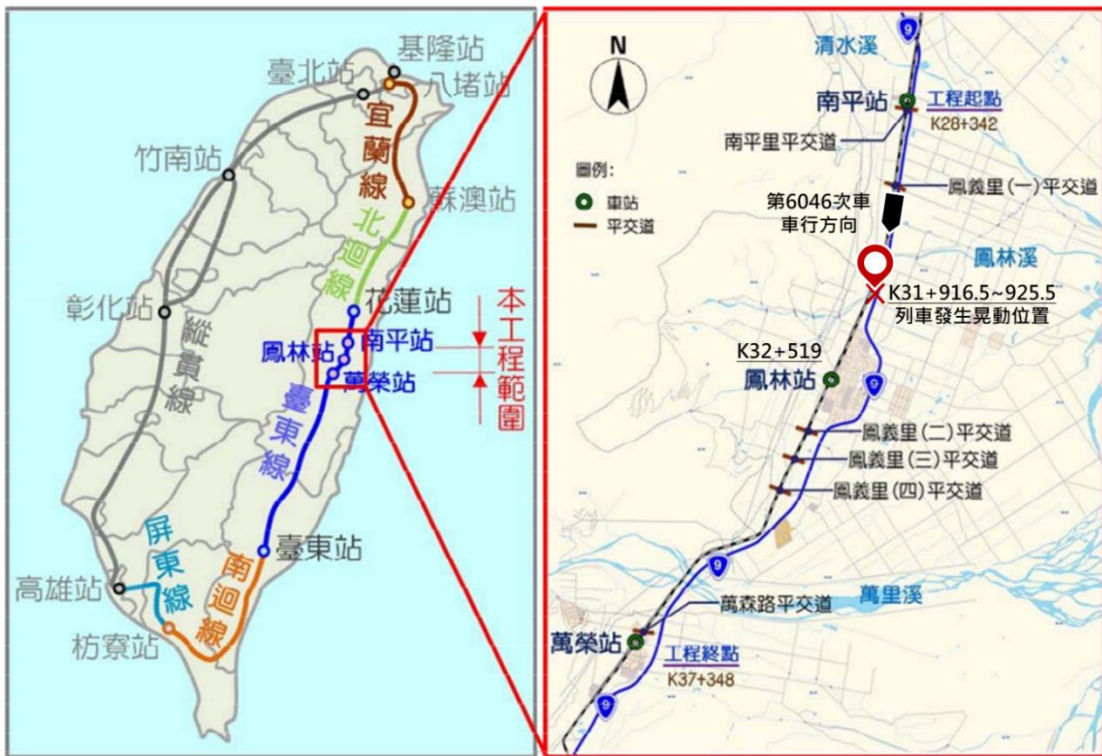 基隆站
臺北站
八堵站
宜蘭線
竹南站
蘇澳站
北迴線
彰化站
花蓮站
縱貫線
鳳林站
南平站
萬榮站
本工程範圍
臺東線
臺東站
屏東線
南迴線
高雄站
枋寮站
N
圖例:
車站
平交道
9
清水溪
南平站
工程起點
K28+342
南平里平交道
鳳義里(一)平交道
第6046次車
車行方向
鳳林溪
K31+916.5~925.5
列車發生晃動位置
K32+519
鳳林站
9
鳳義里(二)平交道
鳳義里(三)平交道
鳳義里(四)平交道
9
萬里溪
萬森路平交道
萬榮站
工程終點
K37+348
9